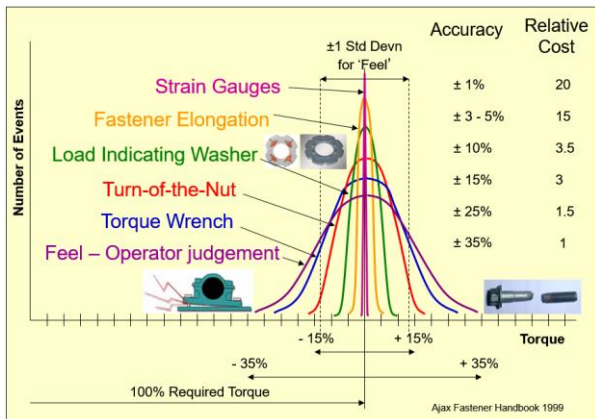 ±1 Std Devn
for 'Feel'
Accuracy
Relative
Cost
Number of Events
Strain Gauges
± 1%
20
Fastener Elongation
± 3 - 5%
15
Load Indicating Washer
± 10%
3.5
Turn-of-the-Nut
± 15%
3
Torque Wrench
± 25%
1.5
Feel – Operator judgement
± 35%
1
- 15%
+ 15%
Torque
- 35%
+ 35%
100% Required Torque
Ajax Fastener Handbook 1999